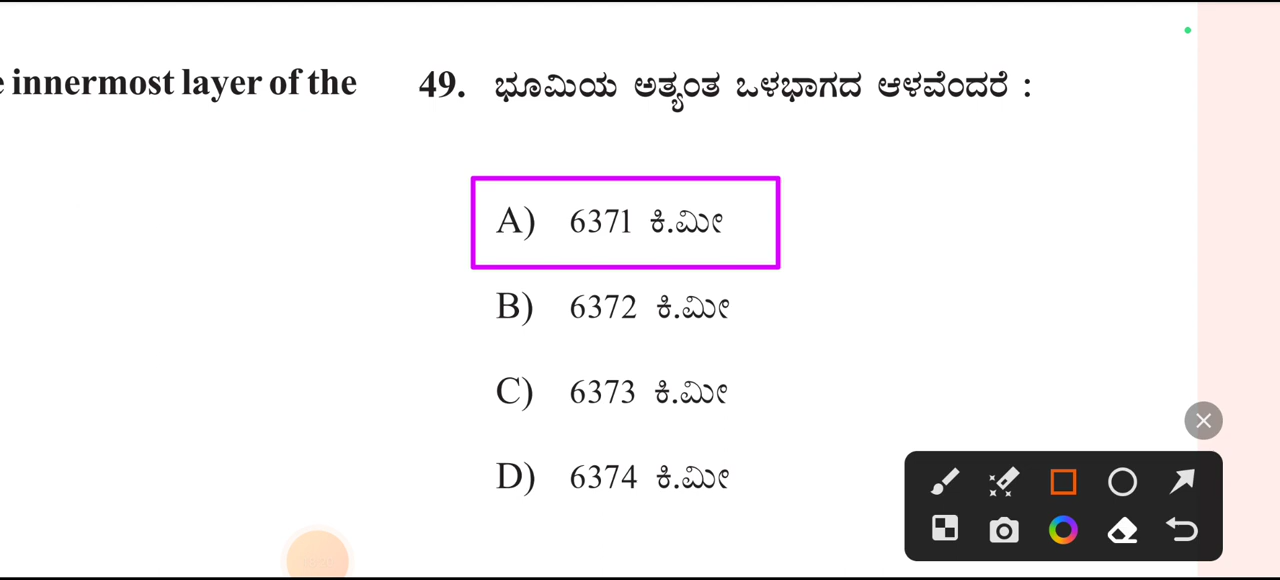 innermost layer of the
49. ಭೂಮಿಯ ಅತ್ಯಂತ ಒಳಭಾಗದ ಆಳವೆಂದರೆ :
A) 6371 ಕಿ.ಮೀ
B) 6372 ಕಿ.ಮೀ
C) 6373 ಕಿ.ಮೀ
D) 6374 ಕಿ.ಮೀ